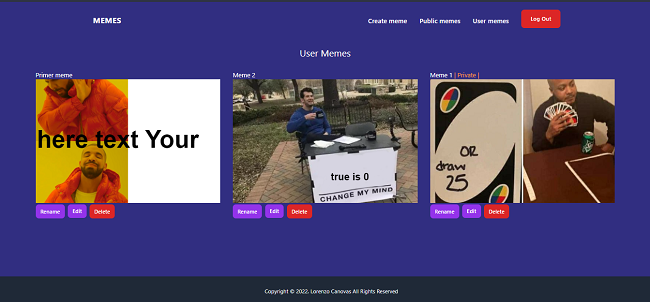 MEMES
Create meme Public memes User memes Log Out
User Memes
Primer meme
here text Your
Rename Edit Delete
Meme 2
true is 0
CHANGE MY MIND
Rename Edit Delete
Meme 1 | Private |
OR
draw
25
Rename Edit Delete
Copyright © 2022. Lorenzo Canovas All Rights Reserved